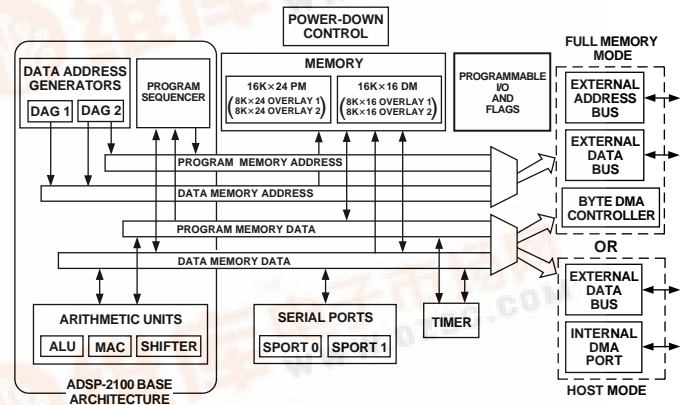 POWER-DOWN
CONTROL
FULL MEMORY
MODE
DATA ADDRESS
GENERATORS
DAG 1
DAG 2
PROGRAM
SEQUENCER
MEMORY
16K×24 PM
(8K×24 OVERLAY 1
8K×24 OVERLAY 2)
16K×16 DM
(8K×16 OVERLAY 1
8K×16 OVERLAY 2)
PROGRAMMABLE
I/O
AND
FLAGS
EXTERNAL
ADDRESS
BUS
EXTERNAL
DATA
BUS
BYTE DMA
CONTROLLER
PROGRAM MEMORY ADDRESS
DATA MEMORY ADDRESS
PROGRAM MEMORY DATA
DATA MEMORY DATA
OR
EXTERNAL
DATA
BUS
INTERNAL
DMA
PORT
HOST MODE
ARITHMETIC UNITS
ALU
MAC
SHIFTER
SERIAL PORTS
SPORT 0
SPORT 1
TIMER
ADSP-2100 BASE
ARCHITECTURE